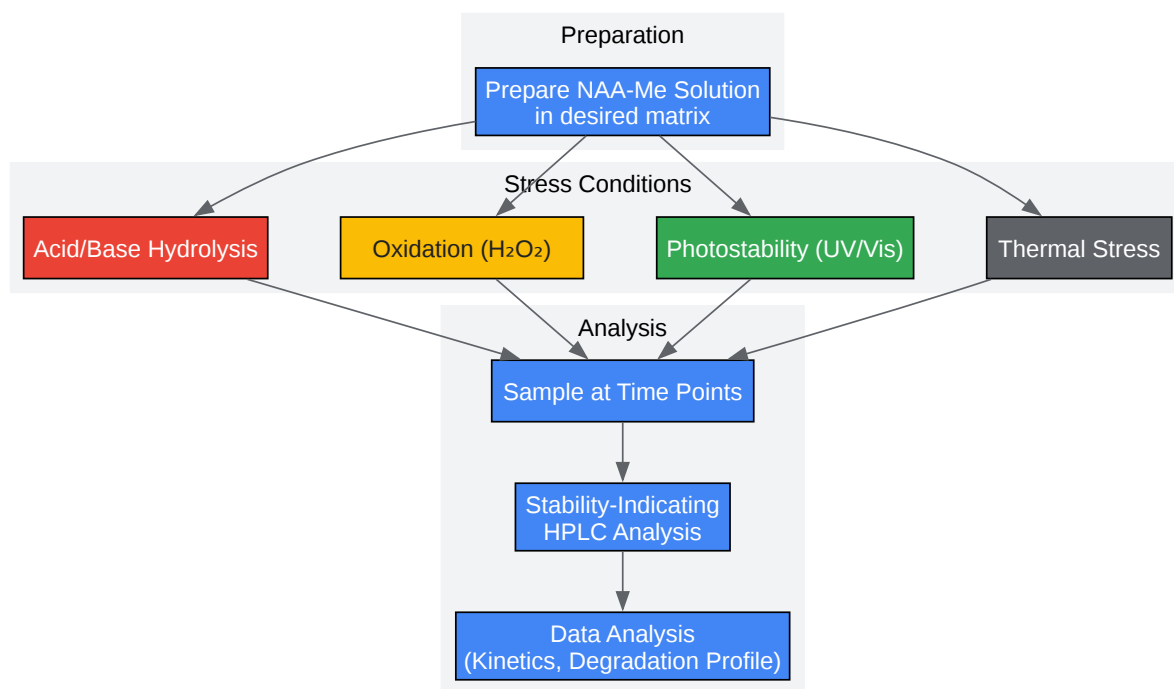 Preparation
Prepare NAA-Me Solution
in desired matrix
Stress Conditions
Acid/Base Hydrolysis
Oxidation (H₂O₂)
Photostability (UV/Vis)
Thermal Stress
Analysis
Sample at Time Points
Stability-Indicating
HPLC Analysis
Data Analysis
(Kinetics, Degradation Profile)